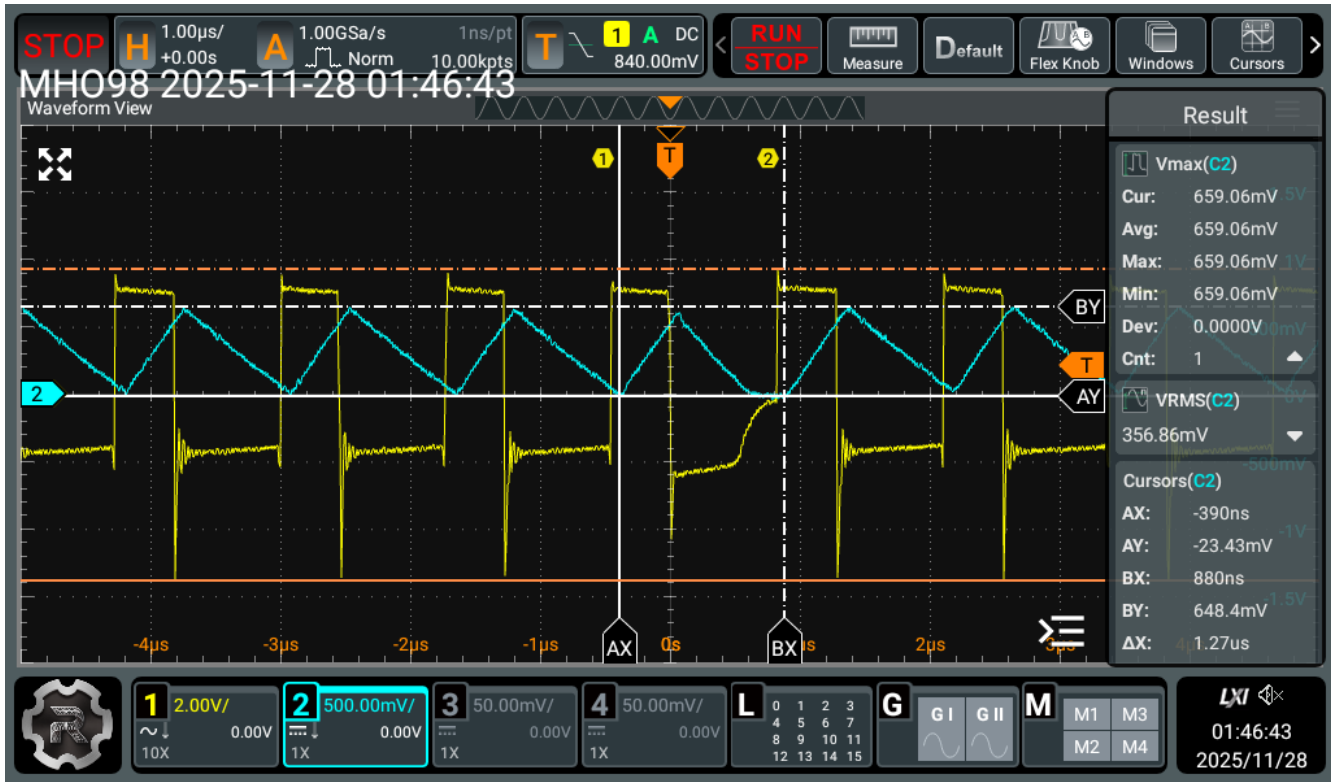 STOP
H 1.00µs/
+0.00s
A 1.00GSa/s 1ns/pt
Norm 10.00kpts
T 1 A DC
840.00mV
RUN
STOP
Measure
Default
Flex Knob
Windows
Cursors
MHO98 2025-11-28 01:46:43
Waveform View
1
T
2
BY
T
AY
2
-4µs -3µs -2µs -1µs 0s 2µs
AX
BX
Result
Vmax(C2)
Cur: 659.06mV
Avg: 659.06mV
Max: 659.06mV
Min: 659.06mV
Dev: 0.0000V
Cnt: 1
VRMS(C2)
356.86mV
-500mV
Cursors(C2)
AX: -390ns
AY: -23.43mV
-1V
BX: 880ns
BY: 648.4mV
ΔX: 1.27us
1 2.00V/
0.00V
10X
2 500.00mV/
0.00V
1X
3 50.00mV/
0.00V
1X
4 50.00mV/
0.00V
1X
L 0 1 2 3
4 5 6 7
8 9 10 11
12 13 14 15
G GI GII
M M1 M3
M2 M4
LXI
01:46:43
2025/11/28